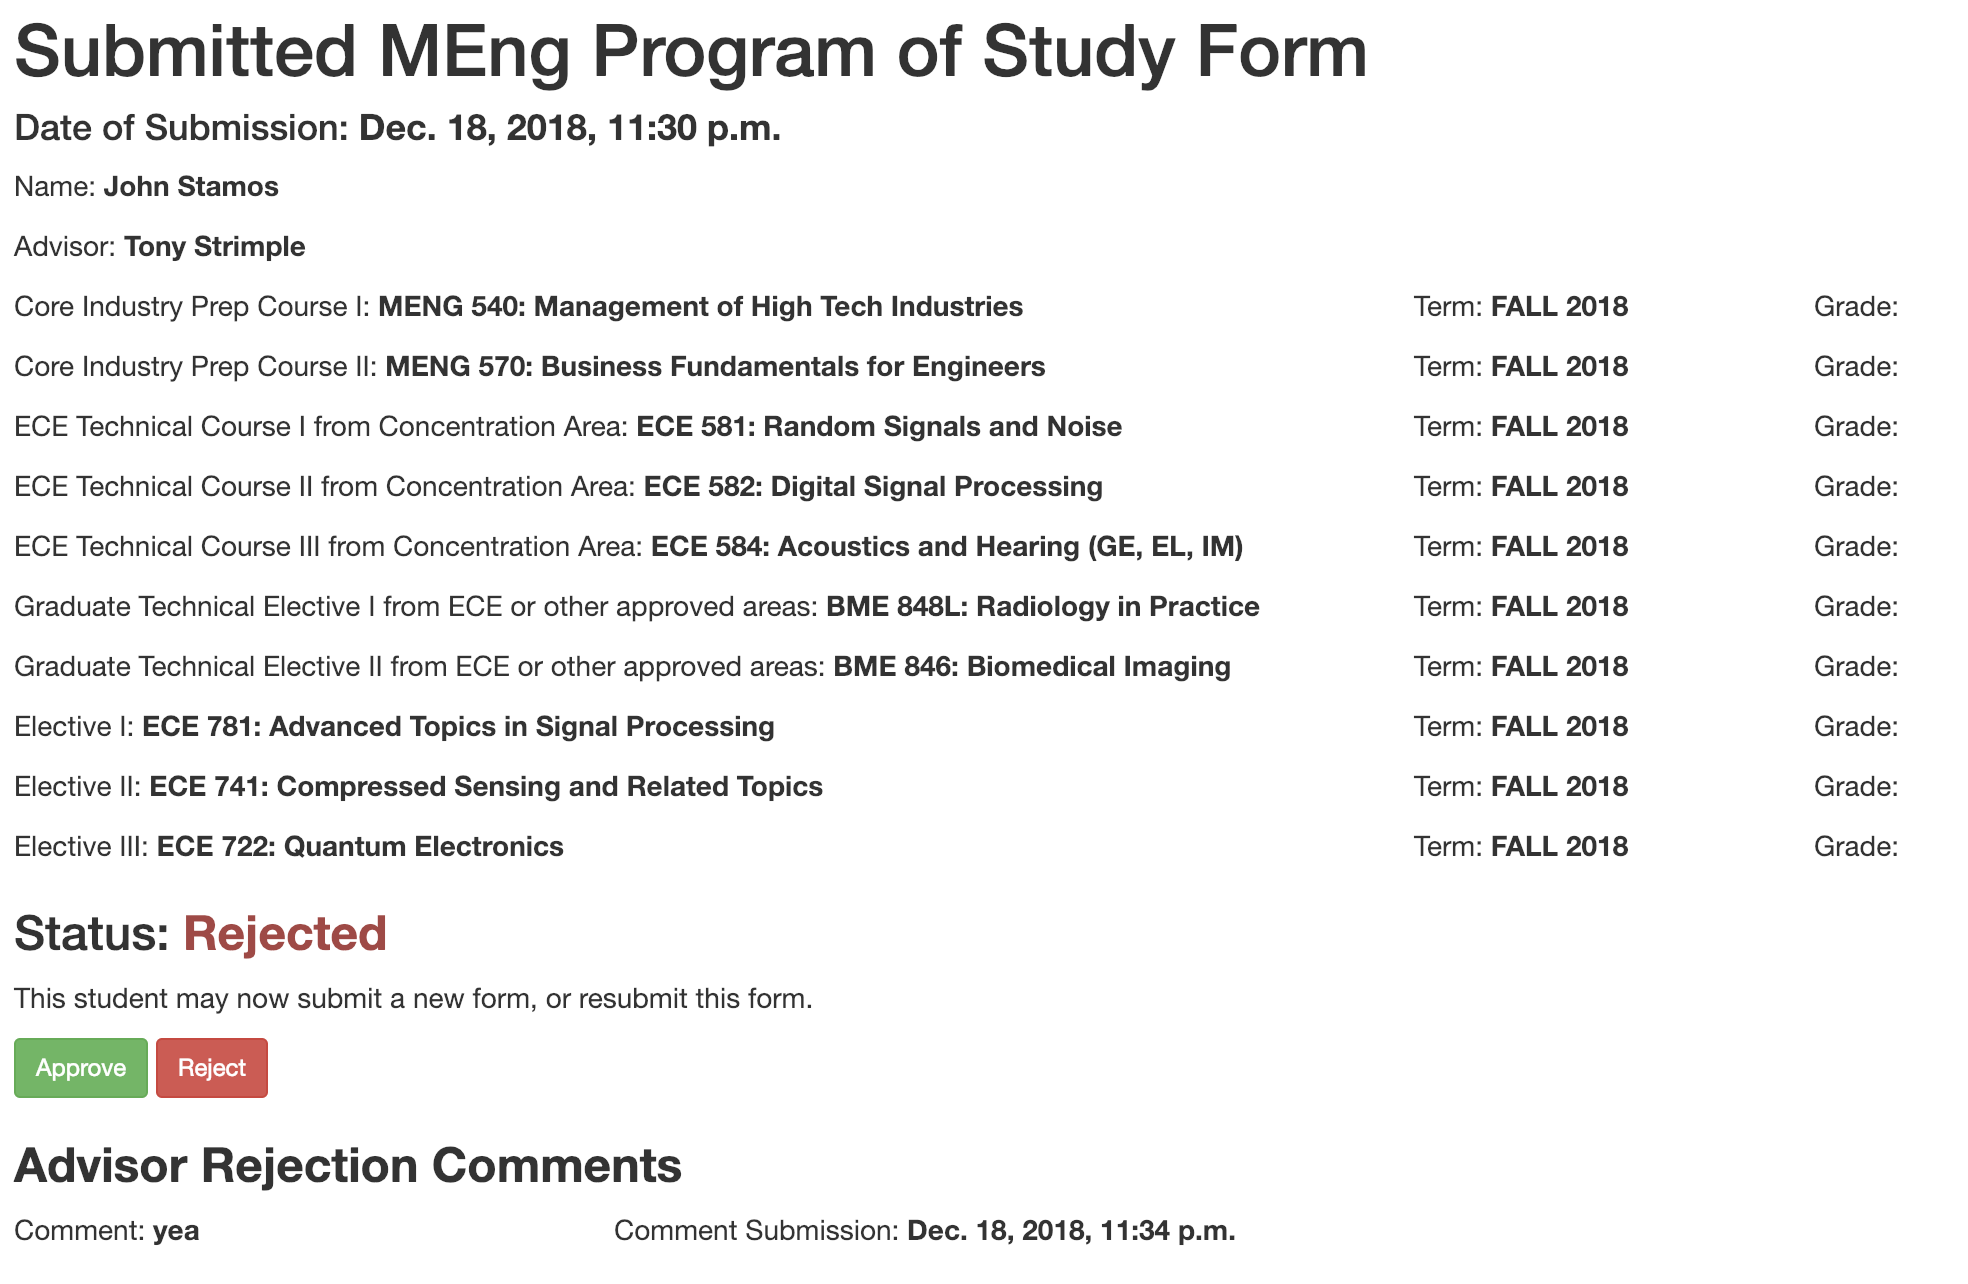 Submitted MEng Program of Study Form
Date of Submission: Dec. 18, 2018, 11:30 p.m.
Name: John Stamos
Advisor: Tony Strimple
Core Industry Prep Course I: MENG 540: Management of High Tech Industries Term: FALL 2018 Grade:
Core Industry Prep Course II: MENG 570: Business Fundamentals for Engineers Term: FALL 2018 Grade:
ECE Technical Course I from Concentration Area: ECE 581: Random Signals and Noise Term: FALL 2018 Grade:
ECE Technical Course II from Concentration Area: ECE 582: Digital Signal Processing Term: FALL 2018 Grade:
ECE Technical Course III from Concentration Area: ECE 584: Acoustics and Hearing (GE, EL, IM) Term: FALL 2018 Grade:
Graduate Technical Elective I from ECE or other approved areas: BME 848L: Radiology in Practice Term: FALL 2018 Grade:
Graduate Technical Elective II from ECE or other approved areas: BME 846: Biomedical Imaging Term: FALL 2018 Grade:
Elective I: ECE 781: Advanced Topics in Signal Processing Term: FALL 2018 Grade:
Elective II: ECE 741: Compressed Sensing and Related Topics Term: FALL 2018 Grade:
Elective III: ECE 722: Quantum Electronics Term: FALL 2018 Grade:
Status: Rejected
This student may now submit a new form, or resubmit this form.
Approve Reject
Advisor Rejection Comments
Comment: yea Comment Submission: Dec. 18, 2018, 11:34 p.m.